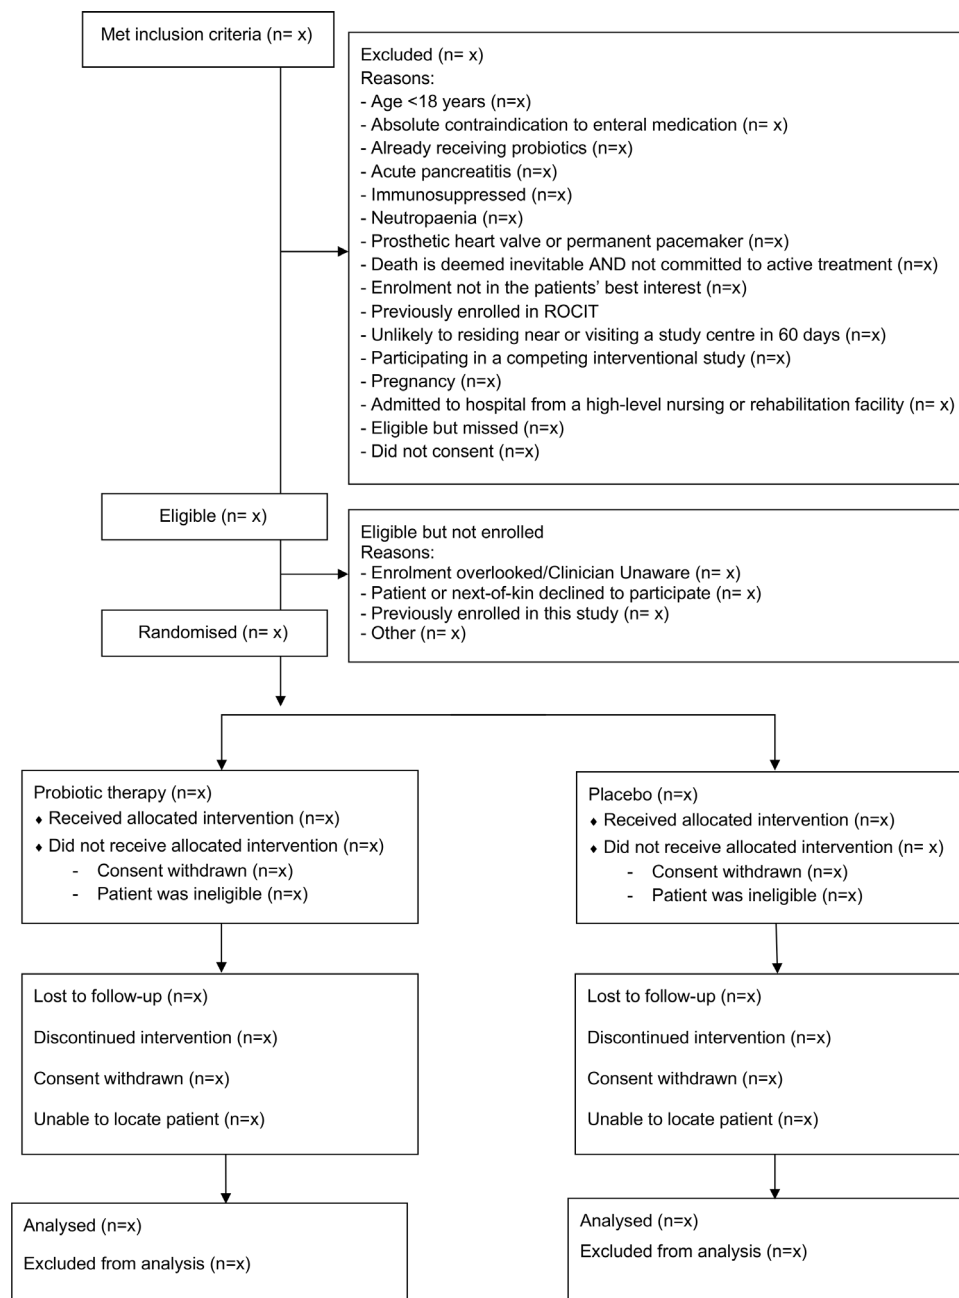 Met inclusion criteria (n= x)
Excluded (n= x)
Reasons:
- Age <18 years (n=x)
- Absolute contraindication to enteral medication (n= x)
- Already receiving probiotics (n=x)
- Acute pancreatitis (n=x)
- Immunosuppressed (n=x)
- Neutropaenia (n=x)
- Prosthetic heart valve or permanent pacemaker (n=x)
- Death is deemed inevitable AND not committed to active treatment (n=x)
- Enrolment not in the patients’ best interest (n=x)
- Previously enrolled in ROCIT
- Unlikely to residing near or visiting a study centre in 60 days (n=x)
- Participating in a competing interventional study (n=x)
- Pregnancy (n=x)
- Admitted to hospital from a high-level nursing or rehabilitation facility (n= x)
- Eligible but missed (n=x)
- Did not consent (n=x)
Eligible (n= x)
Eligible but not enrolled
Reasons:
- Enrolment overlooked/Clinician Unaware (n= x)
- Patient or next-of-kin declined to participate (n= x)
- Previously enrolled in this study (n= x)
- Other (n= x)
Randomised (n= x)
Probiotic therapy (n=x)
♦ Received allocated intervention (n=x)
♦ Did not receive allocated intervention (n=x)
- Consent withdrawn (n=x)
- Patient was ineligible (n=x)
Placebo (n=x)
♦ Received allocated intervention (n=x)
♦ Did not receive allocated intervention (n= x)
- Consent withdrawn (n=x)
- Patient was ineligible (n=x)
Lost to follow-up (n=x)
Discontinued intervention (n=x)
Consent withdrawn (n=x)
Unable to locate patient (n=x)
Lost to follow-up (n=x)
Discontinued intervention (n=x)
Consent withdrawn (n=x)
Unable to locate patient (n=x)
Analysed (n=x)
Excluded from analysis (n=x)
Analysed (n=x)
Excluded from analysis (n=x)